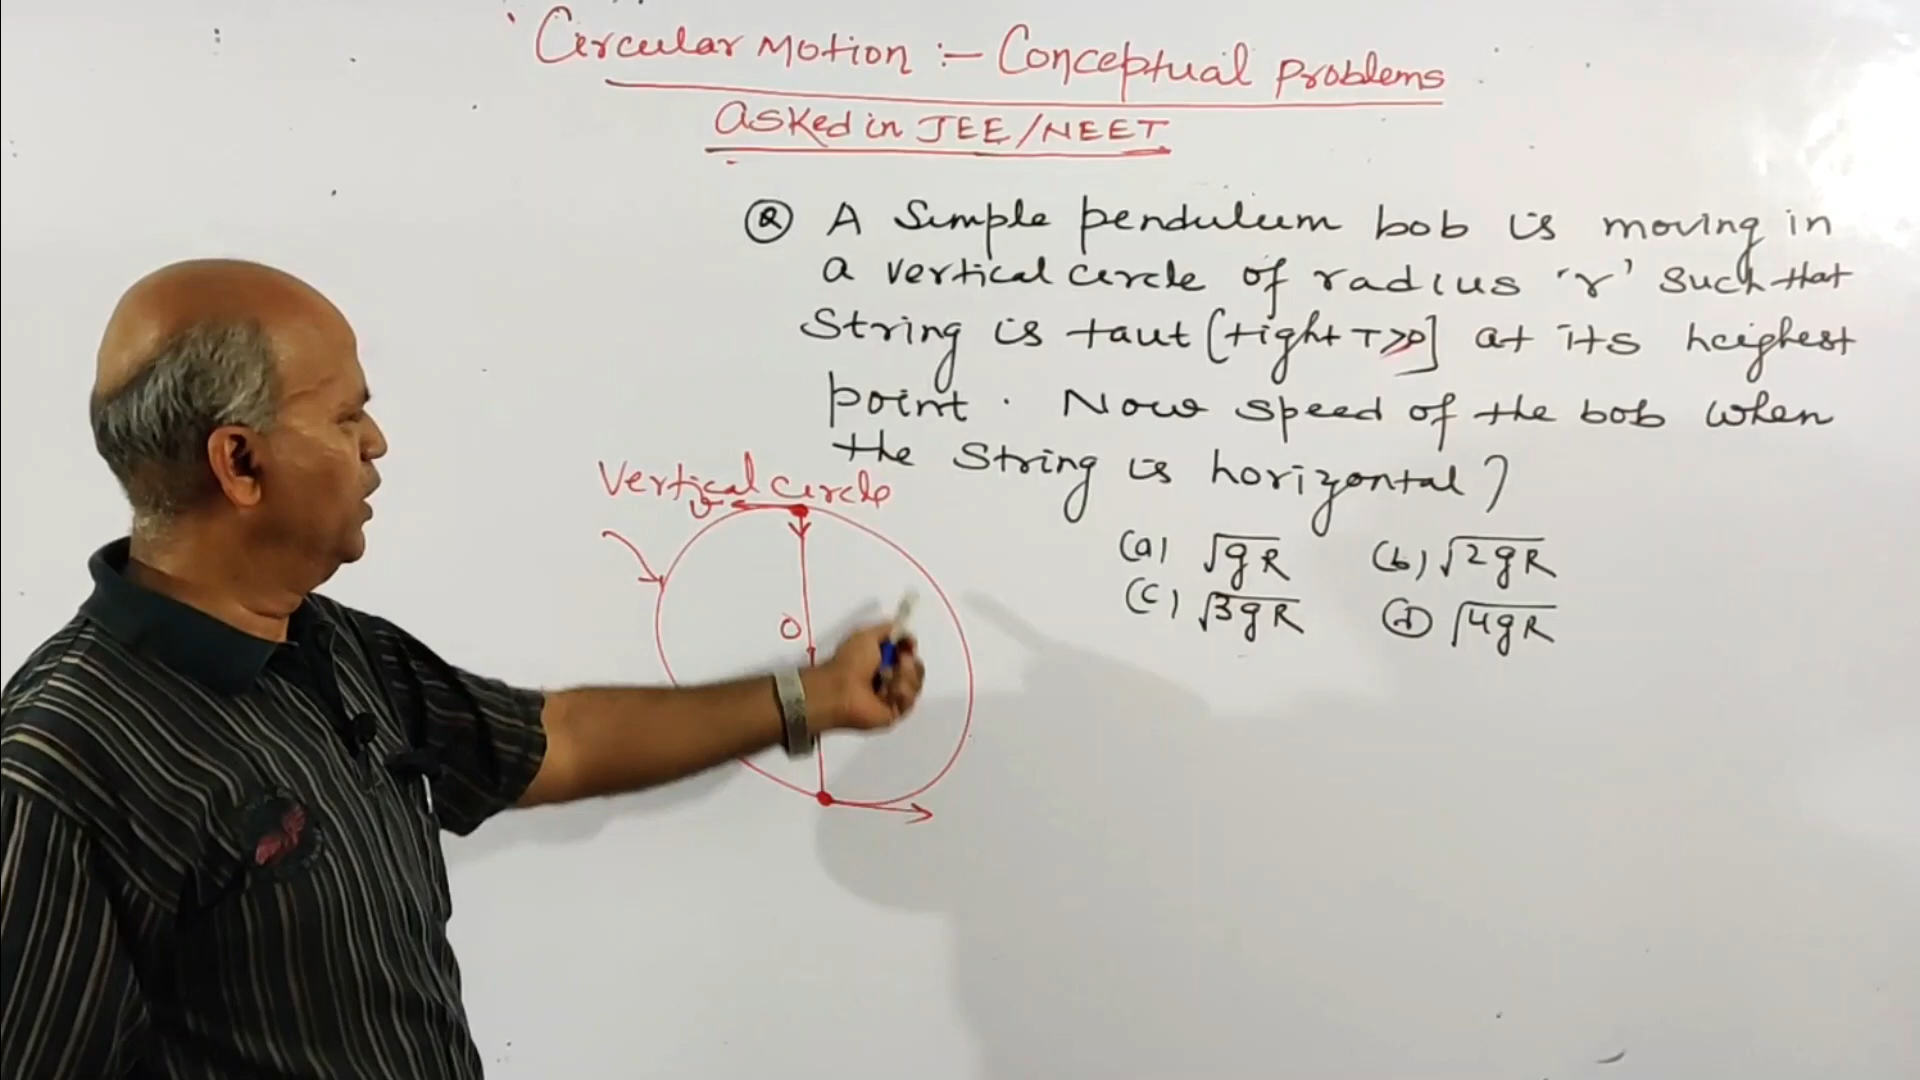 Circular Motion :- Conceptual Problems
asked in JEE/NEET
Q A Simple pendulum bob is moving in
a vertical circle of radius 'r' such that
String is taut [tight T>0] at its heighest
point. Now speed of the bob when
the String is horizontal?
(a) √gR (b) √2gR
(c) √3gR (d) √4gR
Vertical circle
v
O